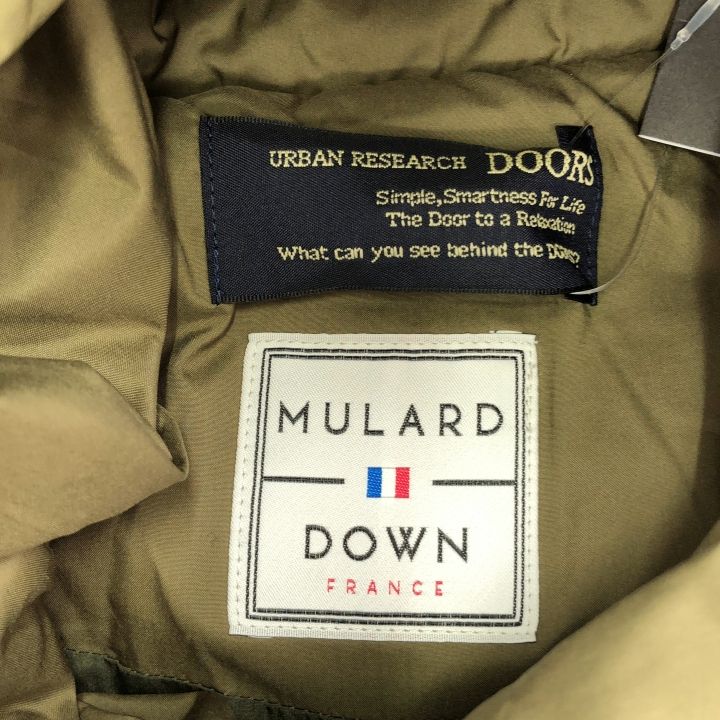 URBAN RESEARCH DOORS
Simple,Smartness For Life
The Door to a Relaxation
What can you see behind the Doors?
MULARD
DOWN
FRANCE